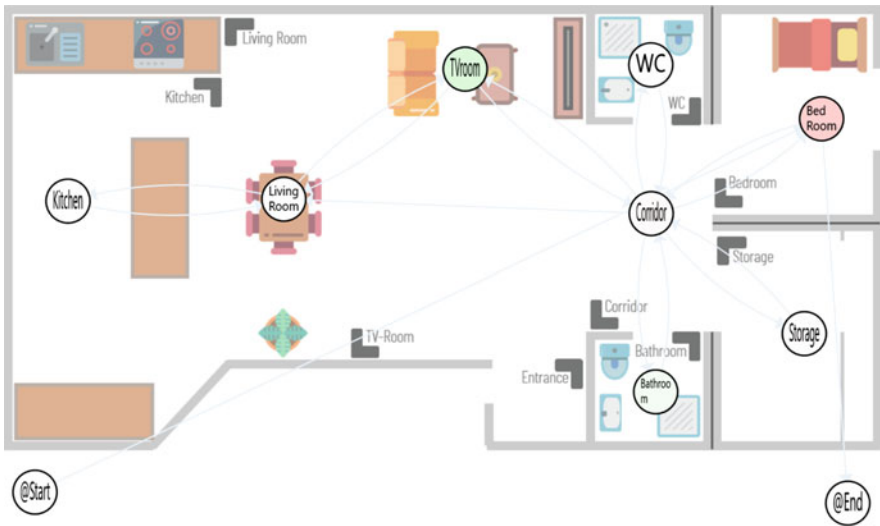 Living Room
TVroom
WC
Kitchen
WC
Bed
Room
Kitchen
Living
Room
Corridor
Bedroom
Storage
Corridor
TV-Room
Storage
Bathroom
Entrance
Bathroo
m
@Start
@End